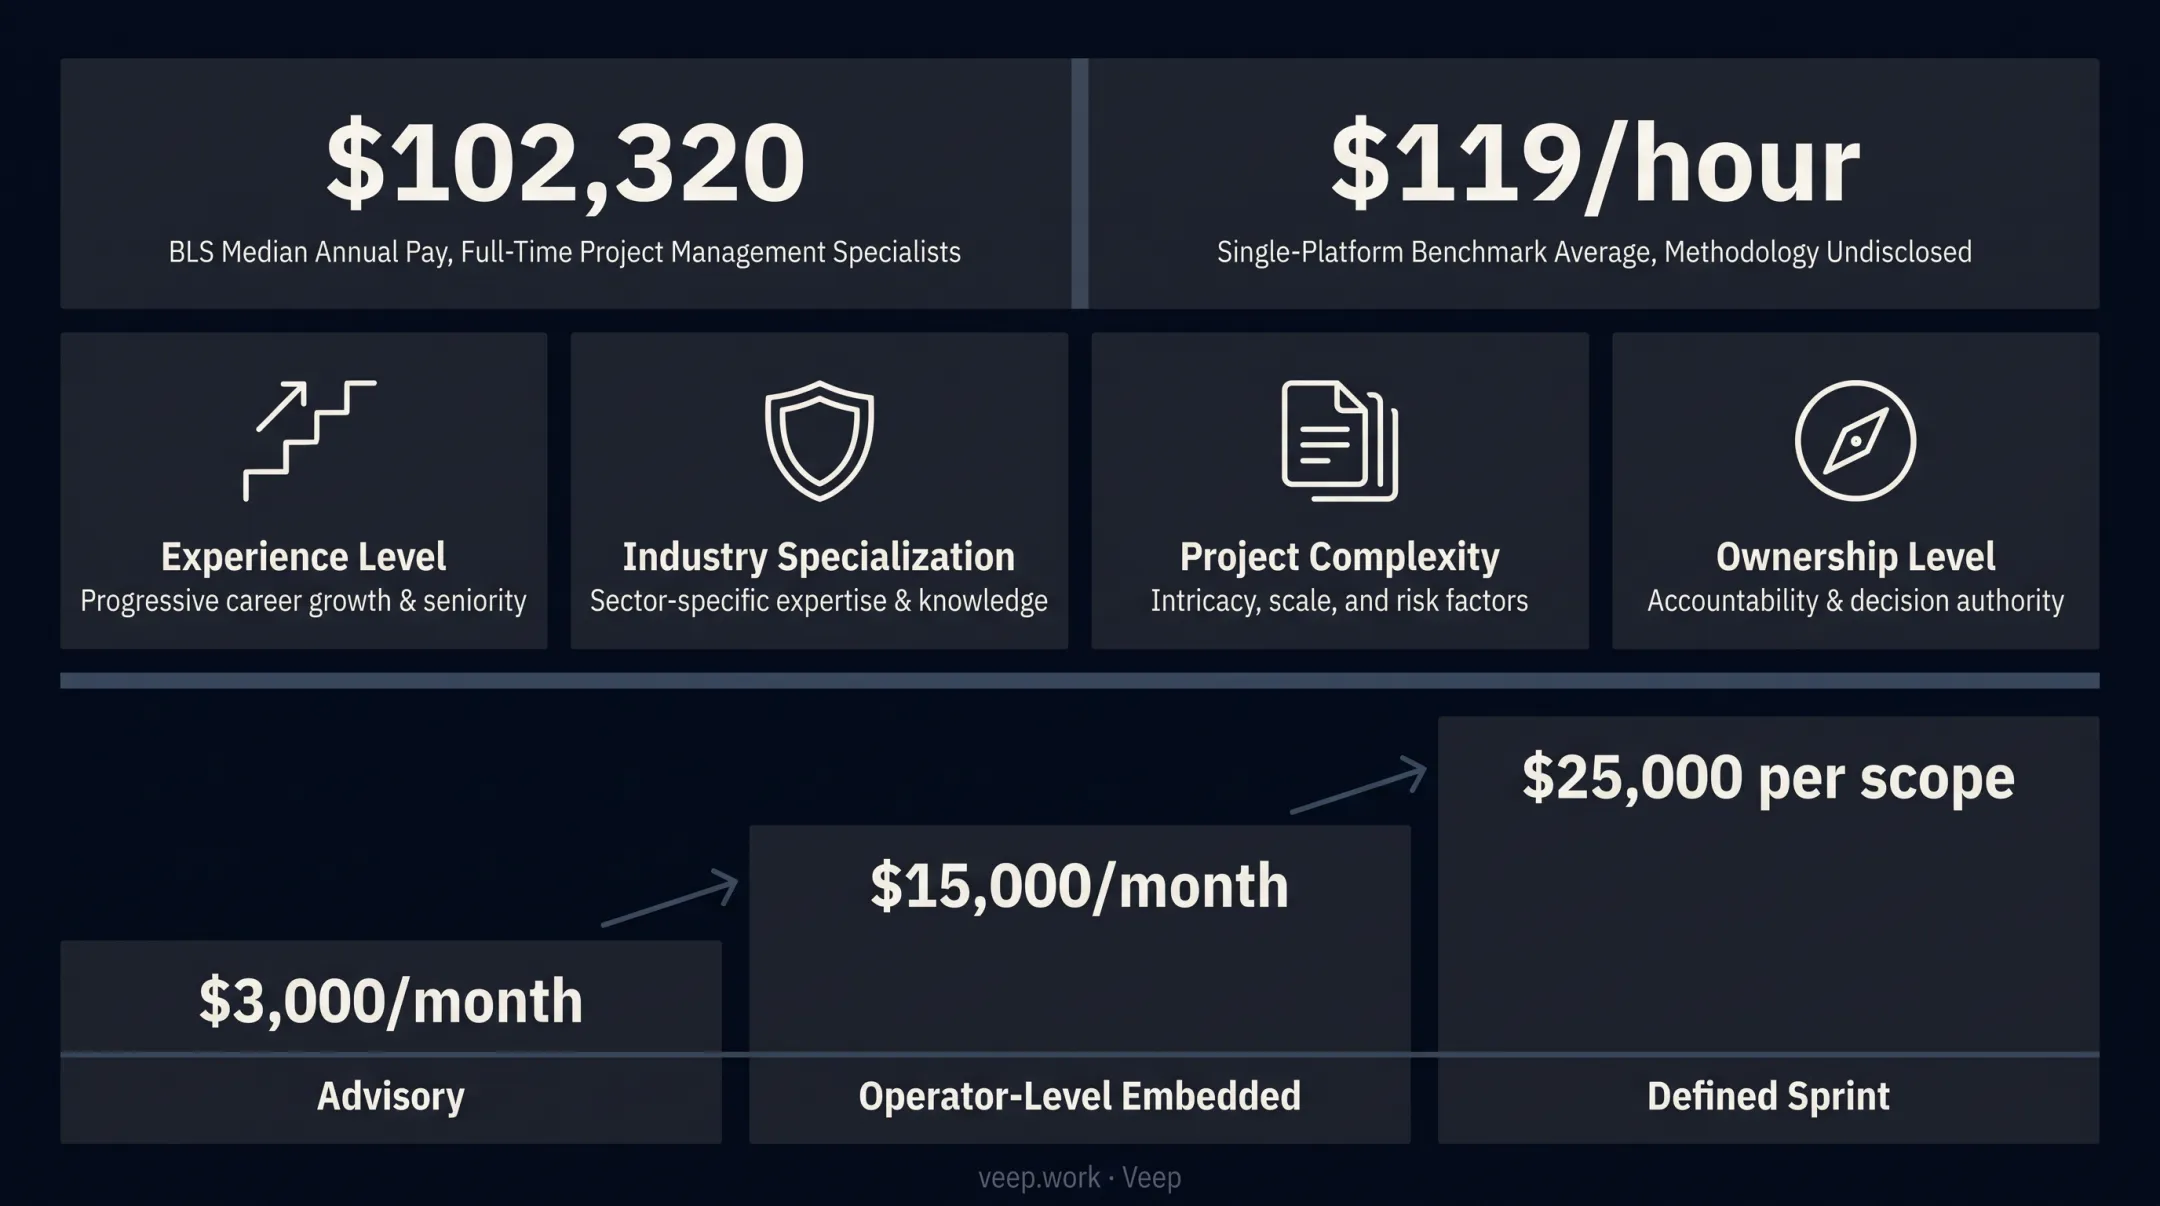 $102,320
BLS Median Annual Pay, Full-Time Project Management Specialists
$119/hour
Single-Platform Benchmark Average, Methodology Undisclosed
Experience Level
Progressive career growth & seniority
Industry Specialization
Sector-specific expertise & knowledge
Project Complexity
Intricacy, scale, and risk factors
Ownership Level
Accountability & decision authority
$3,000/month
Advisory
$15,000/month
Operator-Level Embedded
$25,000 per scope
Defined Sprint
veep.work · Veep